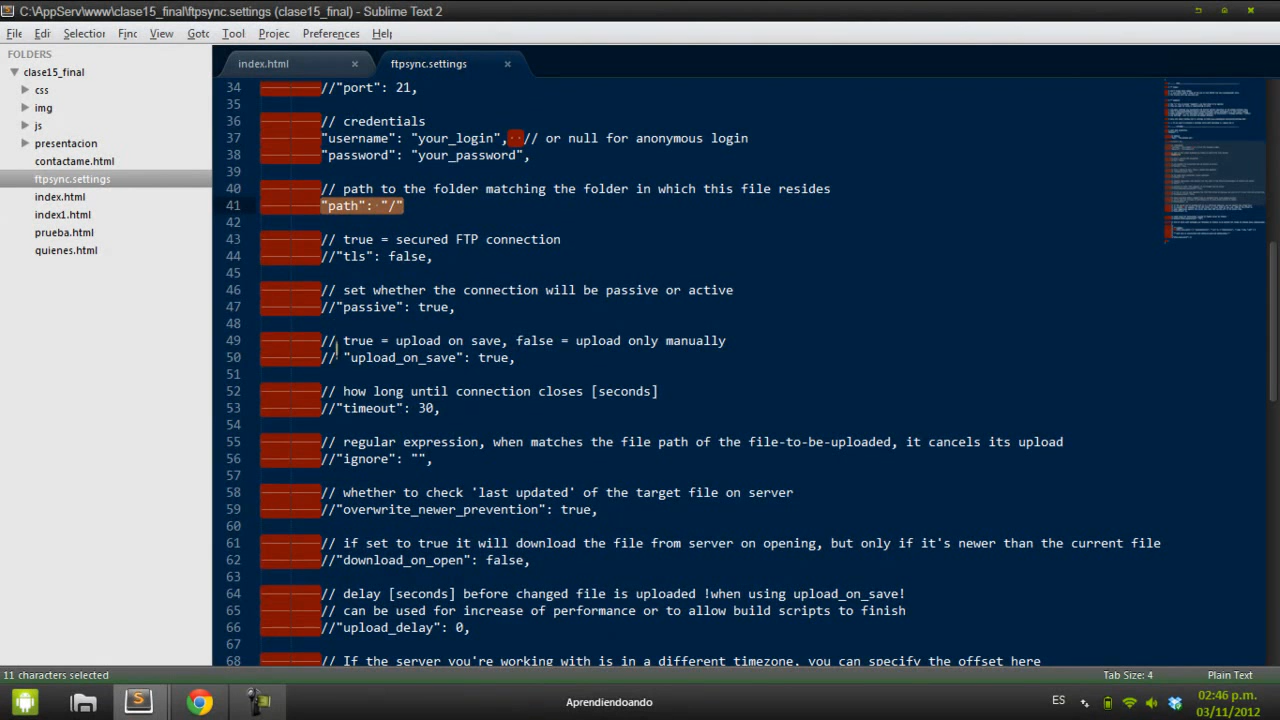 C:\AppServ\www\clase15_final\ftpsync.settings (clase15_final) - Sublime Text 2
File Edit Selection Find View Goto Tool Projec Preferences Help
FOLDERS
clase15_final
css
img
js
presentacion
contactame.html
ftpsync.settings
index.html
index1.html
prueba.html
quienes.html
index.html ×
ftpsync.settings ×
34 //"port": 21,
35
36 // credentials
37 "username": "your_login", // or null for anonymous login
38 "password": "your_password",
39
40 // path to the folder matching the folder in which this file resides
41 "path": "/"
42
43 // true = secured FTP connection
44 //"tls": false,
45
46 // set whether the connection will be passive or active
47 //"passive": true,
48
49 // true = upload on save, false = upload only manually
50 // "upload_on_save": true,
51
52 // how long until connection closes [seconds]
53 //"timeout": 30,
54
55 // regular expression, when matches the file path of the file-to-be-uploaded, it cancels its upload
56 //"ignore": "",
57
58 // whether to check 'last updated' of the target file on server
59 //"overwrite_newer_prevention": true,
60
61 // if set to true it will download the file from server on opening, but only if it's newer than the current file
62 //"download_on_open": false,
63
64 // delay [seconds] before changed file is uploaded !when using upload_on_save!
65 // can be used for increase of performance or to allow build scripts to finish
66 //"upload_delay": 0,
67
68 // If the server you're working with is in a different timezone, you can specify the offset here
11 characters selected
Tab Size: 4
Plain Text
Aprendiendoando
ES
02:46 p.m.
03/11/2012